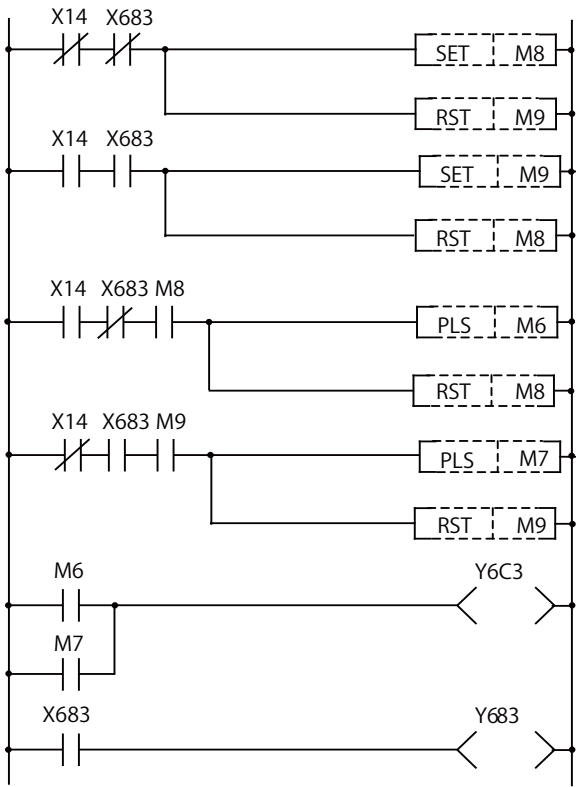 X14 X683
SET M8
RST M9
X14 X683
SET M9
RST M8
X14 X683 M8
PLS M6
RST M8
X14 X683 M9
PLS M7
RST M9
M6 Y6C3
M7
X683 Y683